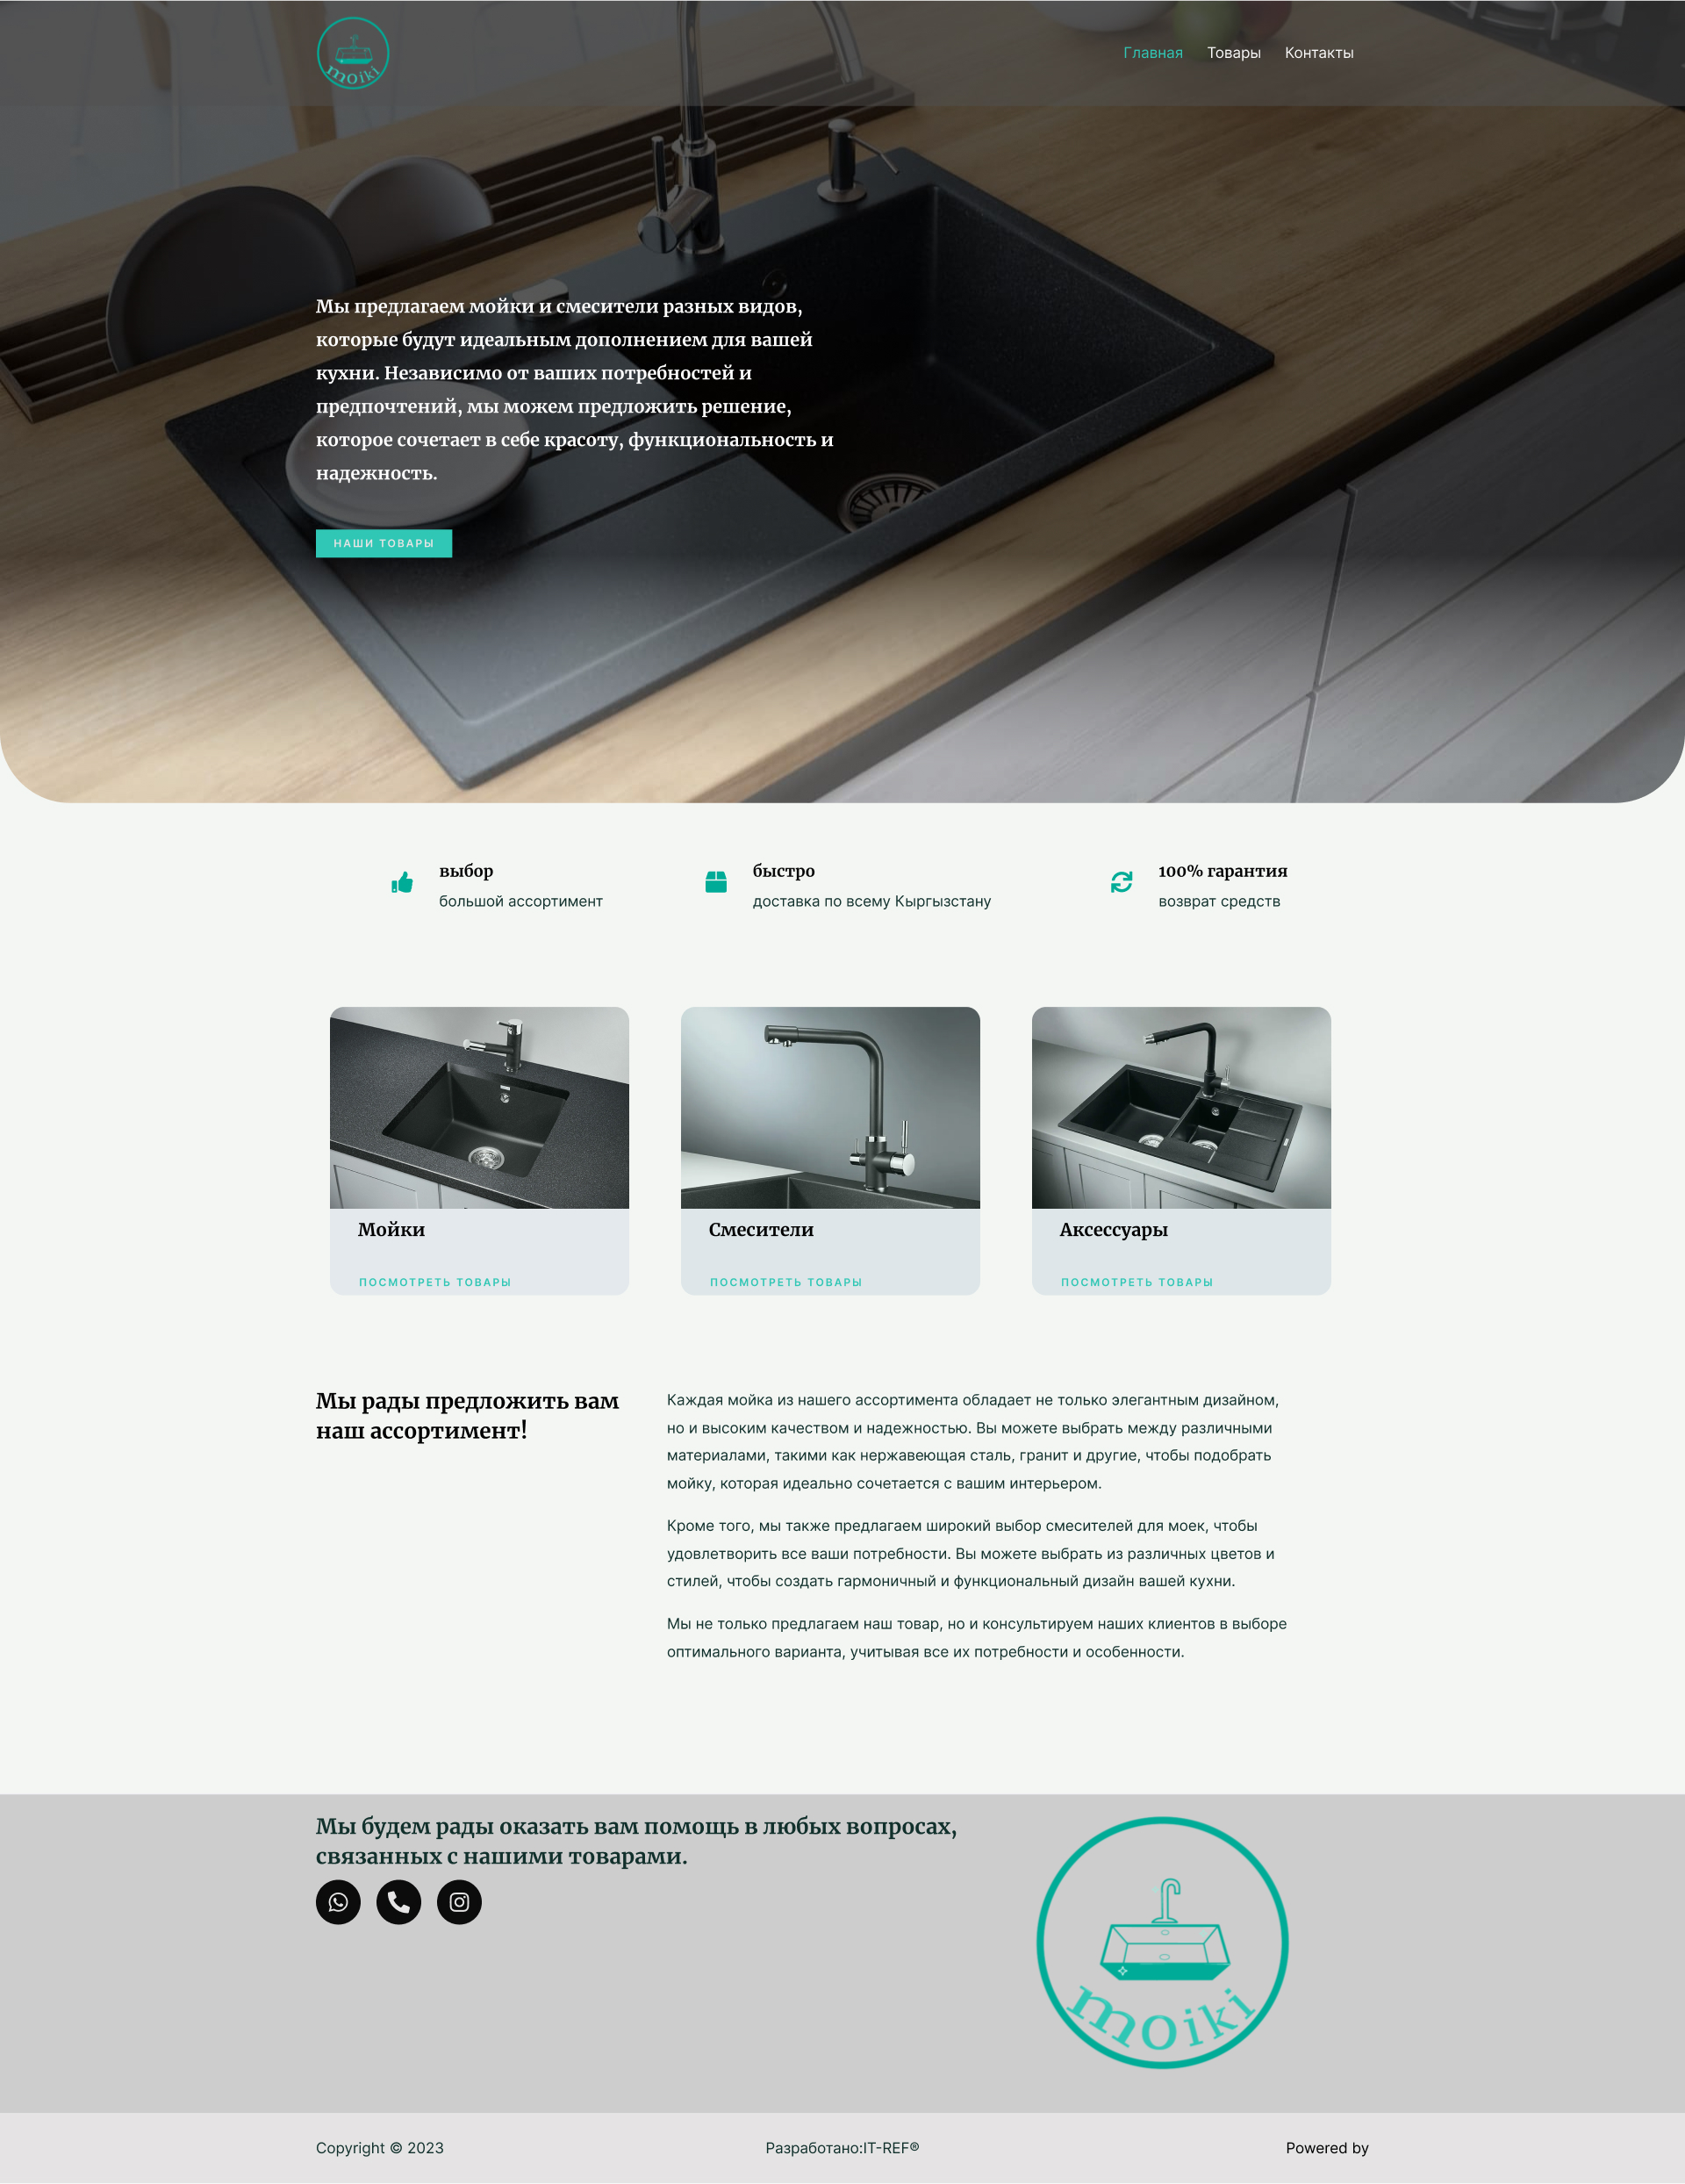 moiki
Главная Товары Контакты
Мы предлагаем мойки и смесители разных видов,
которые будут идеальным дополнением для вашей
кухни. Независимо от ваших потребностей и
предпочтений, мы можем предложить решение,
которое сочетает в себе красоту, функциональность и
надежность.
НАШИ ТОВАРЫ
выбор
большой ассортимент
быстро
доставка по всему Кыргызстану
100% гарантия
возврат средств
Мойки
ПОСМОТРЕТЬ ТОВАРЫ
Смесители
ПОСМОТРЕТЬ ТОВАРЫ
Аксессуары
ПОСМОТРЕТЬ ТОВАРЫ
Мы рады предложить вам
наш ассортимент!
Каждая мойка из нашего ассортимента обладает не только элегантным дизайном,
но и высоким качеством и надежностью. Вы можете выбрать между различными
материалами, такими как нержавеющая сталь, гранит и другие, чтобы подобрать
мойку, которая идеально сочетается с вашим интерьером.
Кроме того, мы также предлагаем широкий выбор смесителей для моек, чтобы
удовлетворить все ваши потребности. Вы можете выбрать из различных цветов и
стилей, чтобы создать гармоничный и функциональный дизайн вашей кухни.
Мы не только предлагаем наш товар, но и консультируем наших клиентов в выборе
оптимального варианта, учитывая все их потребности и особенности.
Мы будем рады оказать вам помощь в любых вопросах,
связанных с нашими товарами.
moiki
Copyright © 2023
Разработано:IT-REF®
Powered by